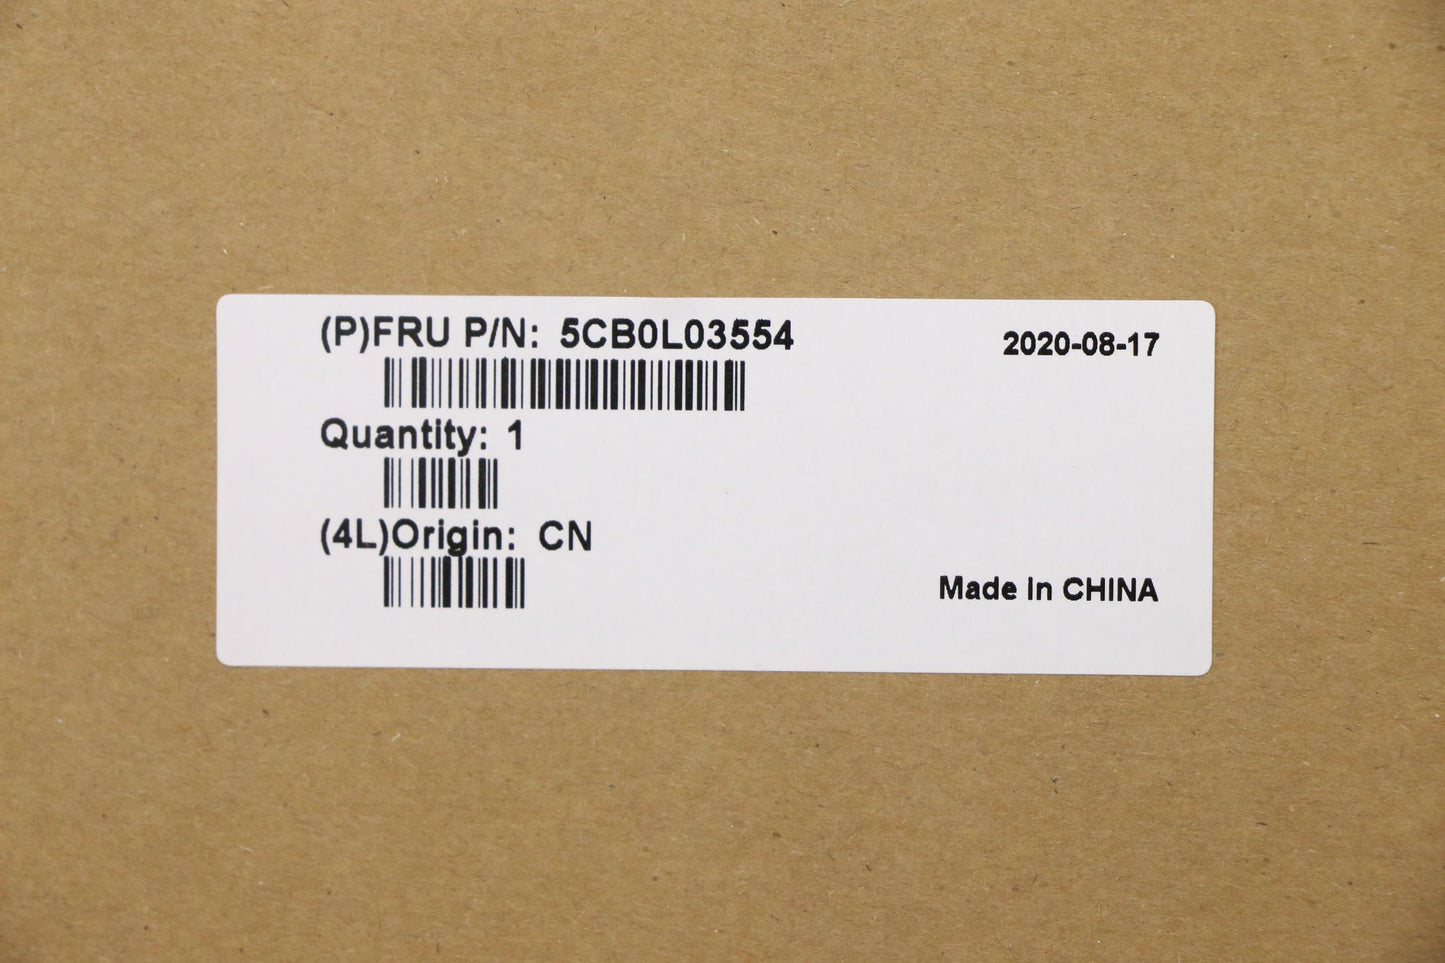 (P)FRU P/N: 5CB0L03554
2020-08-17
Quantity: 1
(4L)Origin: CN
Made In CHINA